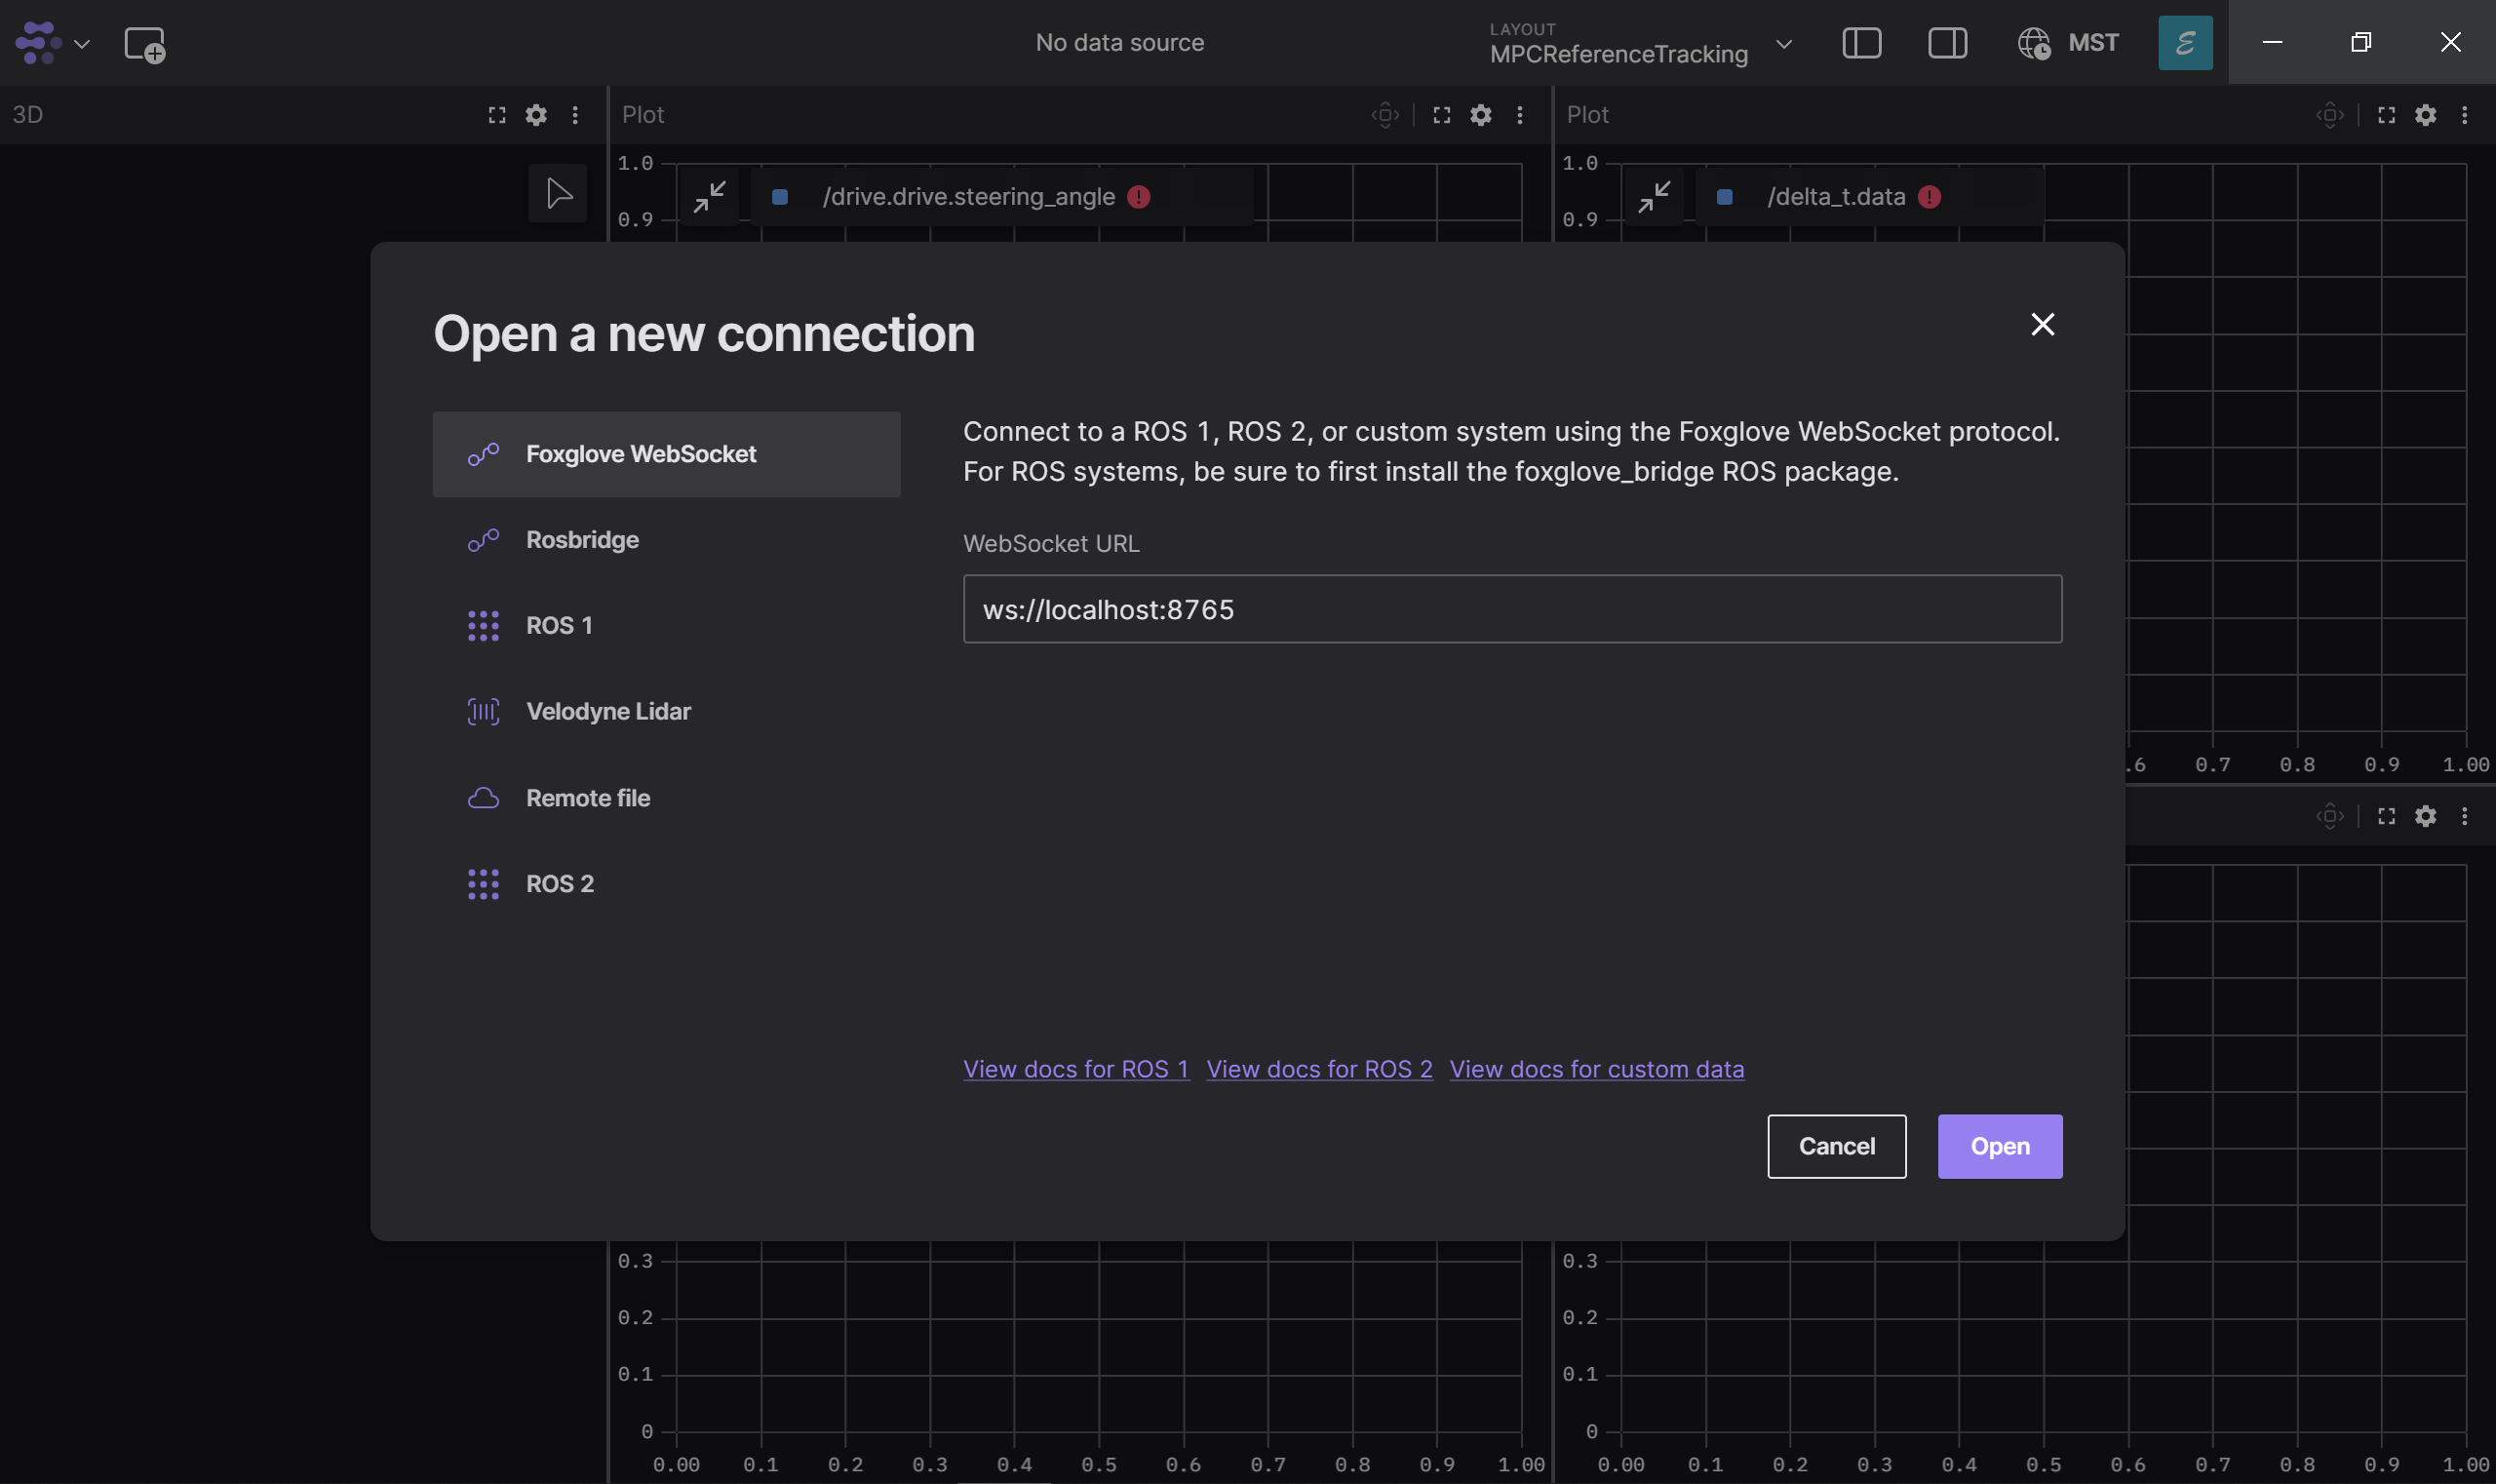 No data source
LAYOUT
MPCReferenceTracking
MST
3D
Plot
Plot
1.0
/drive.drive.steering_angle
0.9
1.0
/delta_t.data
0.9
Open a new connection
Foxglove WebSocket
Rosbridge
ROS 1
Velodyne Lidar
Remote file
ROS 2
Connect to a ROS 1, ROS 2, or custom system using the Foxglove WebSocket protocol.
For ROS systems, be sure to first install the foxglove_bridge ROS package.
WebSocket URL
ws://localhost:8765
View docs for ROS 1 View docs for ROS 2 View docs for custom data
Cancel
Open
.6 0.7 0.8 0.9 1.00
0.3
0.2
0.1
0
0.00 0.1 0.2 0.3 0.4 0.5 0.6 0.7 0.8 0.9 1.00
0.3
0.2
0.1
0
0.00 0.1 0.2 0.3 0.4 0.5 0.6 0.7 0.8 0.9 1.00